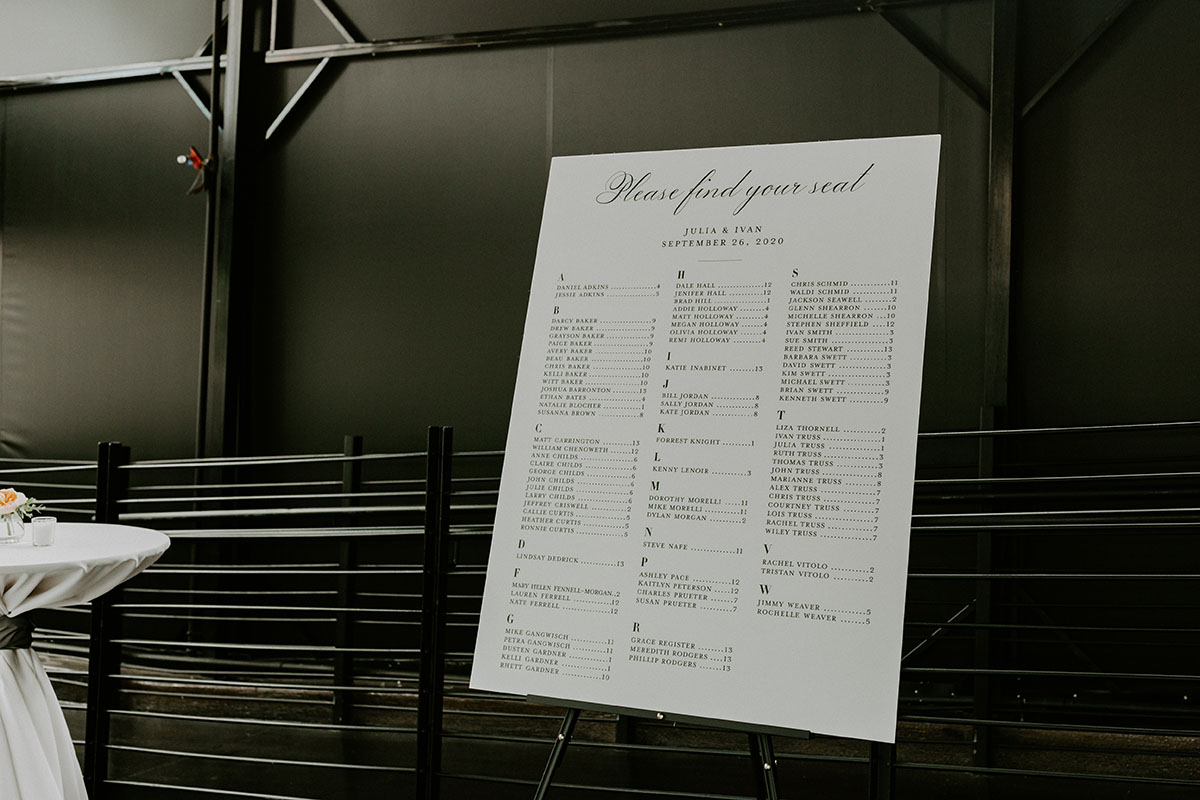 Please find your seat
JULIA & IVAN
SEPTEMBER 26, 2020
A
DANIEL ADKINS ..............4
JESSIE ADKINS ...............5
B
DARCY BAKER ................9
DREW BAKER ..................9
GRAYSON BAKER ............9
PAIGE BAKER .................9
AVERY BAKER ...............10
BEAU BAKER .................10
CHRIS BAKER ................10
KELLI BAKER .................10
WITT BAKER ..................10
JOSHUA BARRONTON .........13
ETHAN BATES .................4
NATALIE BLOCHER ...........1
SUSANNA BROWN .............8
C
MATT CARRINGTON .........13
WILLIAM CHENOWETH .......12
ANNE CHILDS ................6
CLAIRE CHILDS ..............6
GEORGE CHILDS .............6
JOHN CHILDS ................6
JULIE CHILDS ...............6
LARRY CHILDS ...............6
JEFFREY CRISWELL ..........2
CALLIE CURTIS ..............5
HEATHER CURTIS ............5
RONNIE CURTIS .............5
D
LINDSAY DEDRICK ..........13
F
MARY HELEN FENNELL-MORGAN..2
LAUREN FERRELL ............12
NATE FERRELL ...............12
G
MIKE GANGWISCH ...........11
PETRA GANGWISCH ..........11
DUSTEN GARDNER ...........1
KELLI GARDNER .............1
RHETT GARDNER ............10
H
DALE HALL ..................12
JENIFER HALL ...............12
BRAD HILL ...................1
ADDIE HOLLOWAY ...........4
MATT HOLLOWAY ............4
MEGAN HOLLOWAY ..........4
OLIVIA HOLLOWAY ..........4
REMI HOLLOWAY ............4
I
KATIE INABINET ........13
J
BILL JORDAN ..............8
SALLY JORDAN ............8
KATE JORDAN .............8
K
FORREST KNIGHT .........1
L
KENNY LENOIR ...........3
M
DOROTHY MORELLI .....11
MIKE MORELLI ...........11
DYLAN MORGAN ..........2
N
STEVE NAFE ..............11
P
ASHLEY PACE .............12
KAITLYN PETERSON .....12
CHARLES PRUETER .......7
SUSAN PRUETER ..........7
R
GRACE REGISTER ........13
MEREDITH RODGERS ....13
PHILLIP RODGERS ......13
S
CHRIS SCHMID ...........11
WALDI SCHMID ..........11
JACKSON SEAWELL .......2
GLENN SHEARRON .......10
MICHELLE SHEARRON ...10
STEPHEN SHEFFIELD ....12
IVAN SMITH ..............3
SUE SMITH ...............3
REED STEWART ..........13
BARBARA SWETT .........3
DAVID SWETT ............3
KIM SWETT ...............3
MICHAEL SWETT .........3
BRIAN SWETT ............9
KENNETH SWETT .........9
T
LIZA THORNELL ..........2
IVAN TRUSS ..............1
JULIA TRUSS .............1
RUTH TRUSS .............3
THOMAS TRUSS ..........3
JOHN TRUSS .............8
MARIANNE TRUSS ........8
ALEX TRUSS .............7
CHRIS TRUSS ............7
COURTNEY TRUSS .......7
LOIS TRUSS ..............7
RACHEL TRUSS ..........7
WILEY TRUSS ............7
V
RACHEL VITOLO .........2
TRISTAN VITOLO .........2
W
JIMMY WEAVER ..........5
ROCHELLE WEAVER .....5